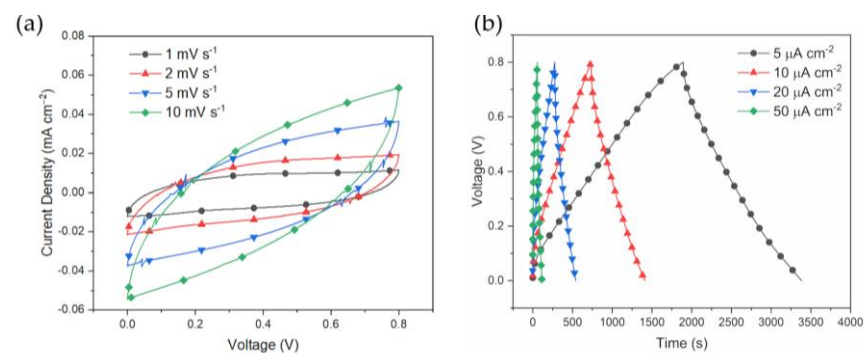 (a)
1 mV s⁻¹
2 mV s⁻¹
5 mV s⁻¹
10 mV s⁻¹
0.08
0.06
0.04
0.02
0.00
-0.02
-0.04
-0.06
Current Density (mA cm⁻²)
0.0 0.2 0.4 0.6 0.8
Voltage (V)
(b)
5 μA cm⁻²
10 μA cm⁻²
20 μA cm⁻²
50 μA cm⁻²
0.8
0.6
0.4
0.2
0.0
Voltage (V)
0 500 1000 1500 2000 2500 3000 3500 4000
Time (s)